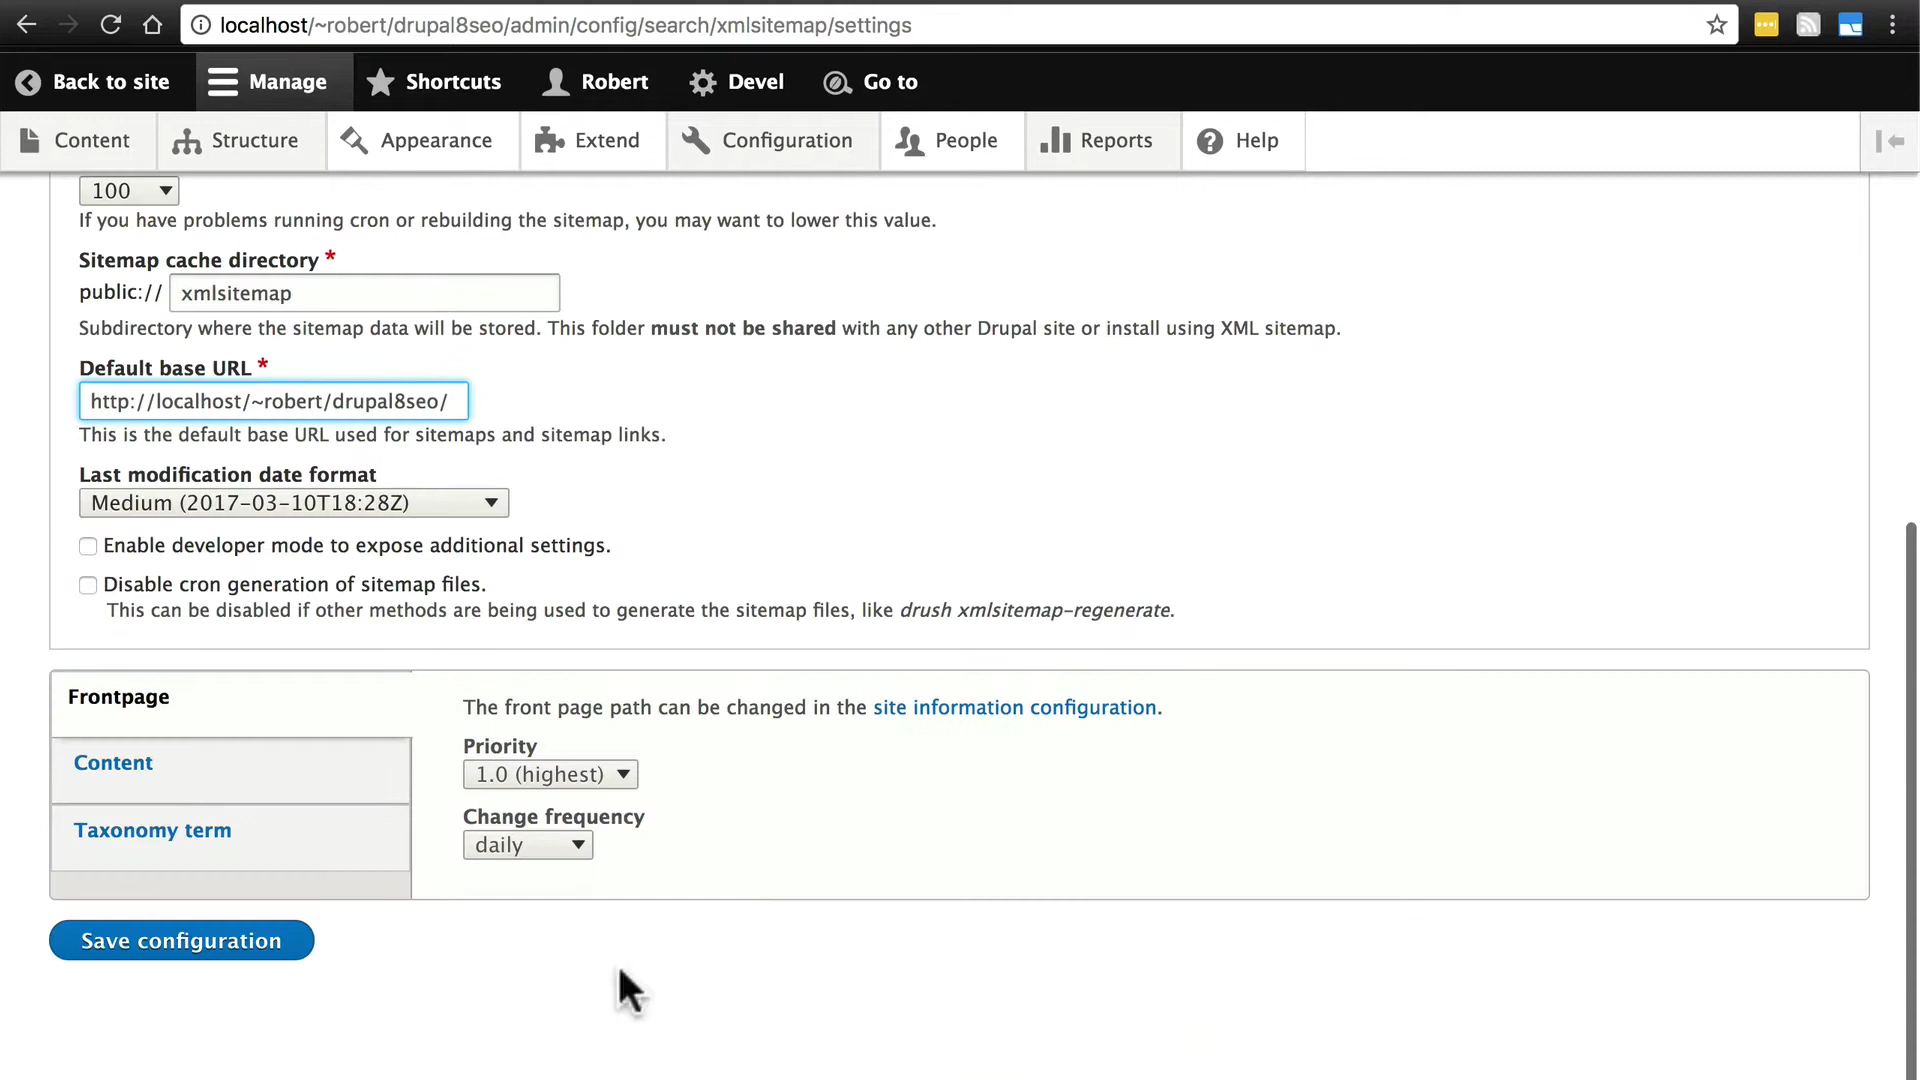 localhost/~robert/drupal8seo/admin/config/search/xmlsitemap/settings
Back to site Manage Shortcuts Robert Devel Go to
Content Structure Appearance Extend Configuration People Reports Help
100
If you have problems running cron or rebuilding the sitemap, you may want to lower this value.
Sitemap cache directory *
public:// xmlsitemap
Subdirectory where the sitemap data will be stored. This folder must not be shared with any other Drupal site or install using XML sitemap.
Default base URL *
http://localhost/~robert/drupal8seo/
This is the default base URL used for sitemaps and sitemap links.
Last modification date format
Medium (2017-03-10T18:28Z)
Enable developer mode to expose additional settings.
Disable cron generation of sitemap files.
This can be disabled if other methods are being used to generate the sitemap files, like drush xmlsitemap-regenerate.
Frontpage
Content
Taxonomy term
The front page path can be changed in the site information configuration.
Priority
1.0 (highest)
Change frequency
daily
Save configuration